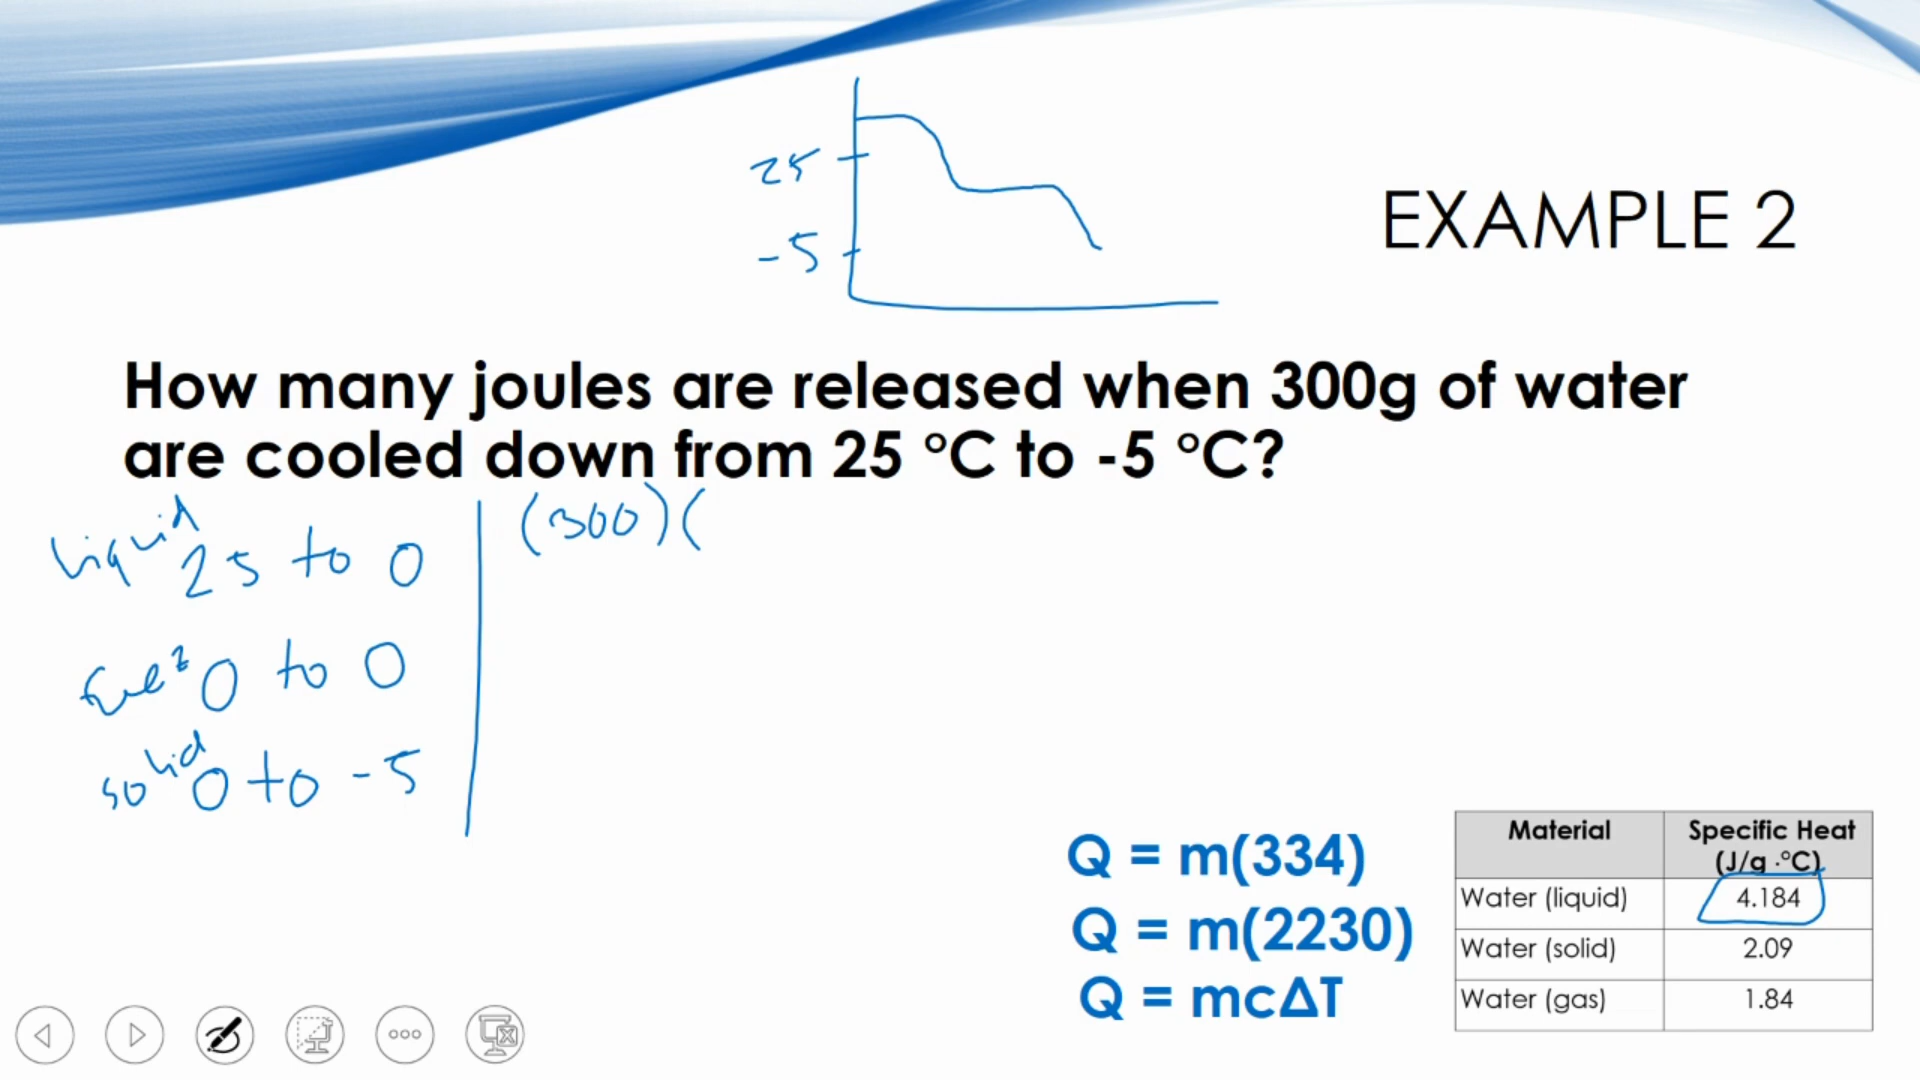 25
-5
EXAMPLE 2
How many joules are released when 300g of water
are cooled down from 25 °C to -5 °C?
liquid 25 to 0
(300)(
0 to 0
solid 0 to -5
Q = m(334)
Q = m(2230)
Q = mcΔT
Material Specific Heat (J/g ·°C)
Water (liquid) 4.184
Water (solid) 2.09
Water (gas) 1.84